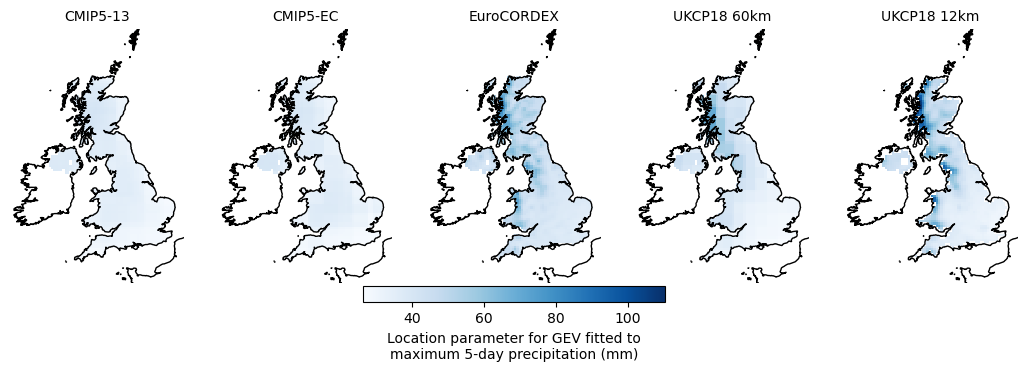 CMIP5-13 CMIP5-EC EuroCORDEX UKCP18 60km UKCP18 12km
40 60 80 100
Location parameter for GEV fitted to
maximum 5-day precipitation (mm)